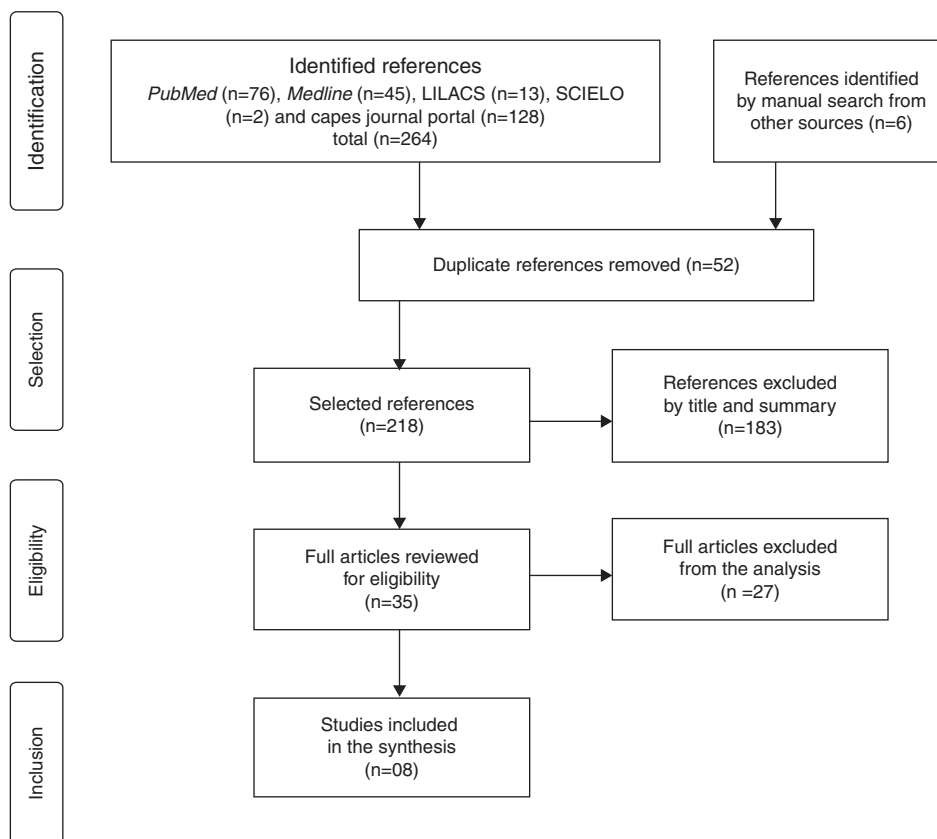 Identification
Identified references
PubMed (n=76), Medline (n=45), LILACS (n=13), SCIELO
(n=2) and capes journal portal (n=128)
total (n=264)
References identified
by manual search from
other sources (n=6)
Duplicate references removed (n=52)
Selection
Selected references
(n=218)
References excluded
by title and summary
(n=183)
Eligibility
Full articles reviewed
for eligibility
(n=35)
Full articles excluded
from the analysis
(n =27)
Inclusion
Studies included
in the synthesis
(n=08)